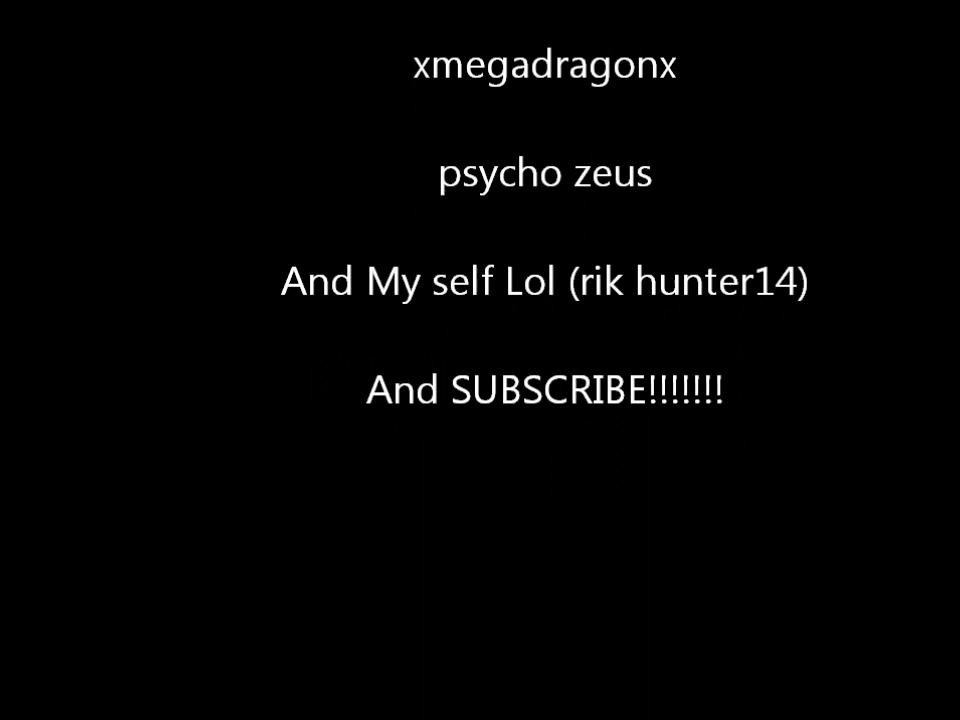 xmegadragonx
psycho zeus
And My self Lol (rik hunter14)
And SUBSCRIBE!!!!!!!